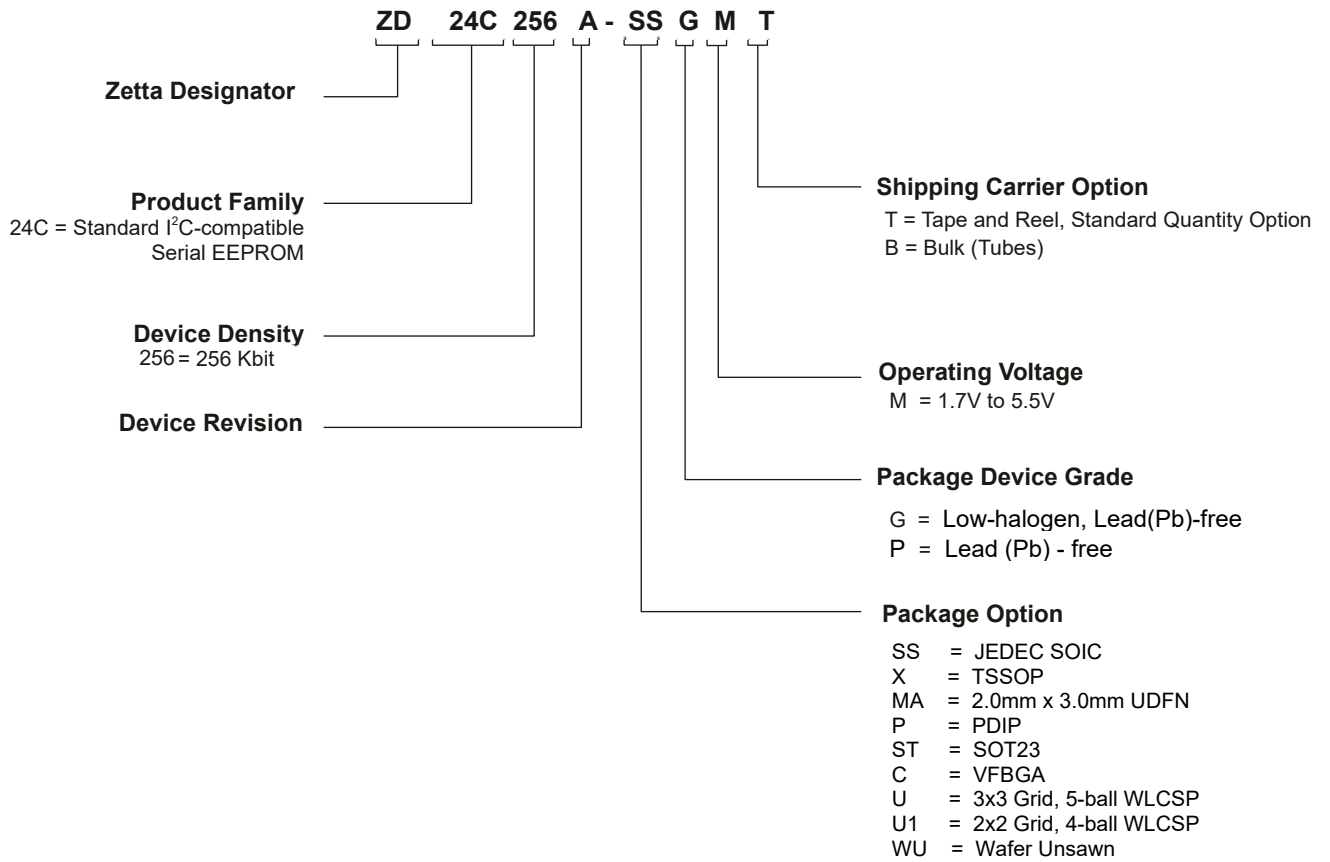 ZD 24C 256 A - SS G M T
Zetta Designator
Product Family
24C = Standard I²C-compatible
Serial EEPROM
Device Density
256 = 256 Kbit
Device Revision
Shipping Carrier Option
T = Tape and Reel, Standard Quantity Option
B = Bulk (Tubes)
Operating Voltage
M = 1.7V to 5.5V
Package Device Grade
G = Low-halogen, Lead(Pb)-free
P = Lead (Pb) - free
Package Option
SS = JEDEC SOIC
X = TSSOP
MA = 2.0mm x 3.0mm UDFN
P = PDIP
ST = SOT23
C = VFBGA
U = 3x3 Grid, 5-ball WLCSP
U1 = 2x2 Grid, 4-ball WLCSP
WU = Wafer Unsawn